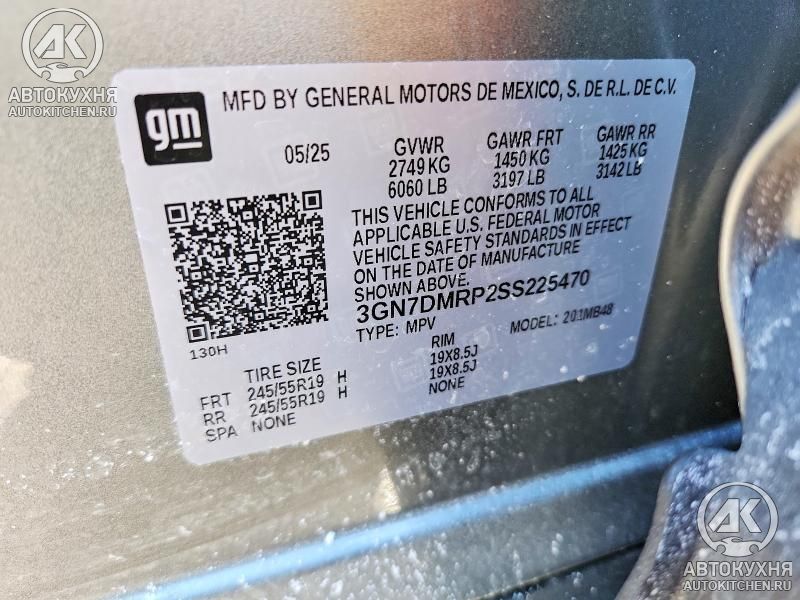 АВТОКУХНЯ
AUTOKITCHEN.RU
gm
MFD BY GENERAL MOTORS DE MEXICO, S. DE R.L. DE C.V.
05/25
GVWR GAWR FRT GAWR RR
2749 KG 1450 KG 1425 KG
6060 LB 3197 LB 3142 LB
THIS VEHICLE CONFORMS TO ALL
APPLICABLE U.S. FEDERAL MOTOR
VEHICLE SAFETY STANDARDS IN EFFECT
ON THE DATE OF MANUFACTURE
SHOWN ABOVE.
3GN7DMRP2SS225470
TYPE: MPV MODEL: 201MB48
130H
TIRE SIZE RIM
FRT 245/55R19 H 19X8.5J
RR 245/55R19 H 19X8.5J
SPA NONE NONE
АК
АВТОКУХНЯ
AUTOKITCHEN.RU